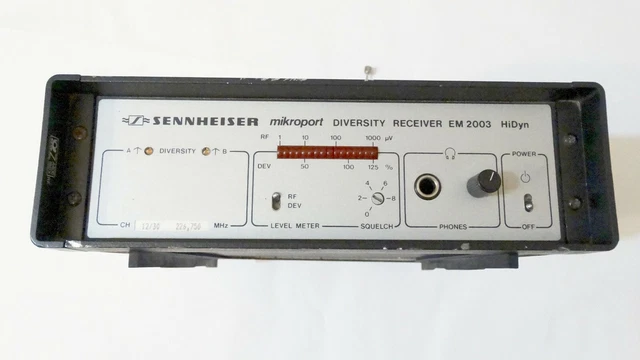 SENNHEISER mikroport DIVERSITY RECEIVER EM 2003 HiDyn
RF 1 10 100 1000 µV
A DIVERSITY B
DEV 50 100 125 %
POWER
RF
DEV
4 6
2 8
0
CH MHz
LEVEL METER SQUELCH PHONES OFF